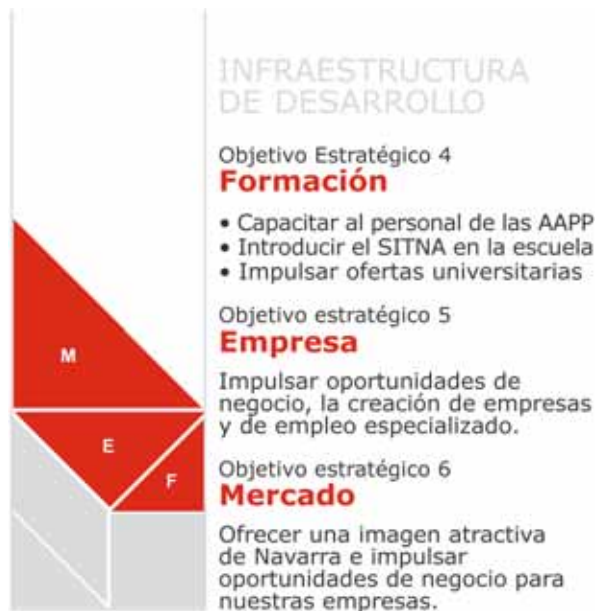 INFRAESTRUCTURA
DE DESARROLLO
Objetivo Estratégico 4
Formación
• Capacitar al personal de las AAPP
• Introducir el SITNA en la escuela
• Impulsar ofertas universitarias
Objetivo estratégico 5
Empresa
Impulsar oportunidades de
negocio, la creación de empresas
y de empleo especializado.
Objetivo estratégico 6
Mercado
Ofrecer una imagen atractiva
de Navarra e impulsar
oportunidades de negocio para
nuestras empresas.
M
E
F